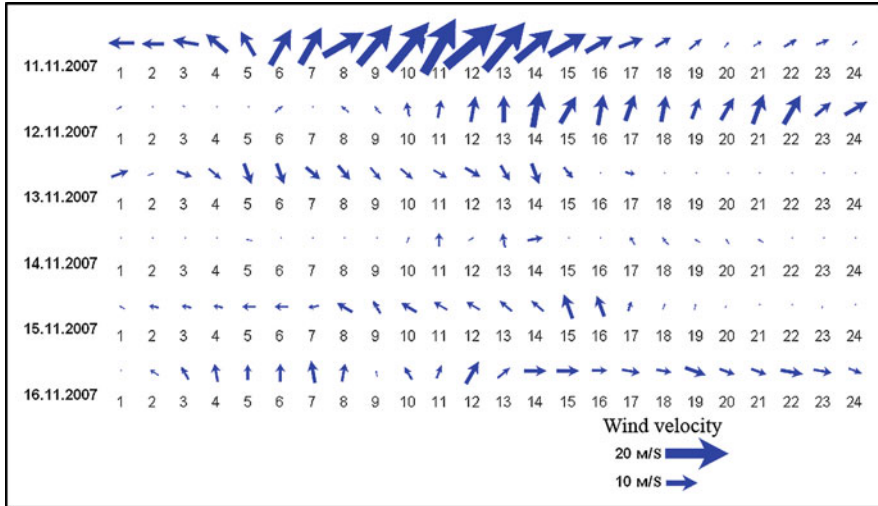 11.11.2007 1 2 3 4 5 6 7 8 9 10 11 12 13 14 15 16 17 18 19 20 21 22 23 24
12.11.2007 1 2 3 4 5 6 7 8 9 10 11 12 13 14 15 16 17 18 19 20 21 22 23 24
13.11.2007 1 2 3 4 5 6 7 8 9 10 11 12 13 14 15 16 17 18 19 20 21 22 23 24
14.11.2007 1 2 3 4 5 6 7 8 9 10 11 12 13 14 15 16 17 18 19 20 21 22 23 24
15.11.2007 1 2 3 4 5 6 7 8 9 10 11 12 13 14 15 16 17 18 19 20 21 22 23 24
16.11.2007 1 2 3 4 5 6 7 8 9 10 11 12 13 14 15 16 17 18 19 20 21 22 23 24
Wind velocity
20 м/S
10 м/S